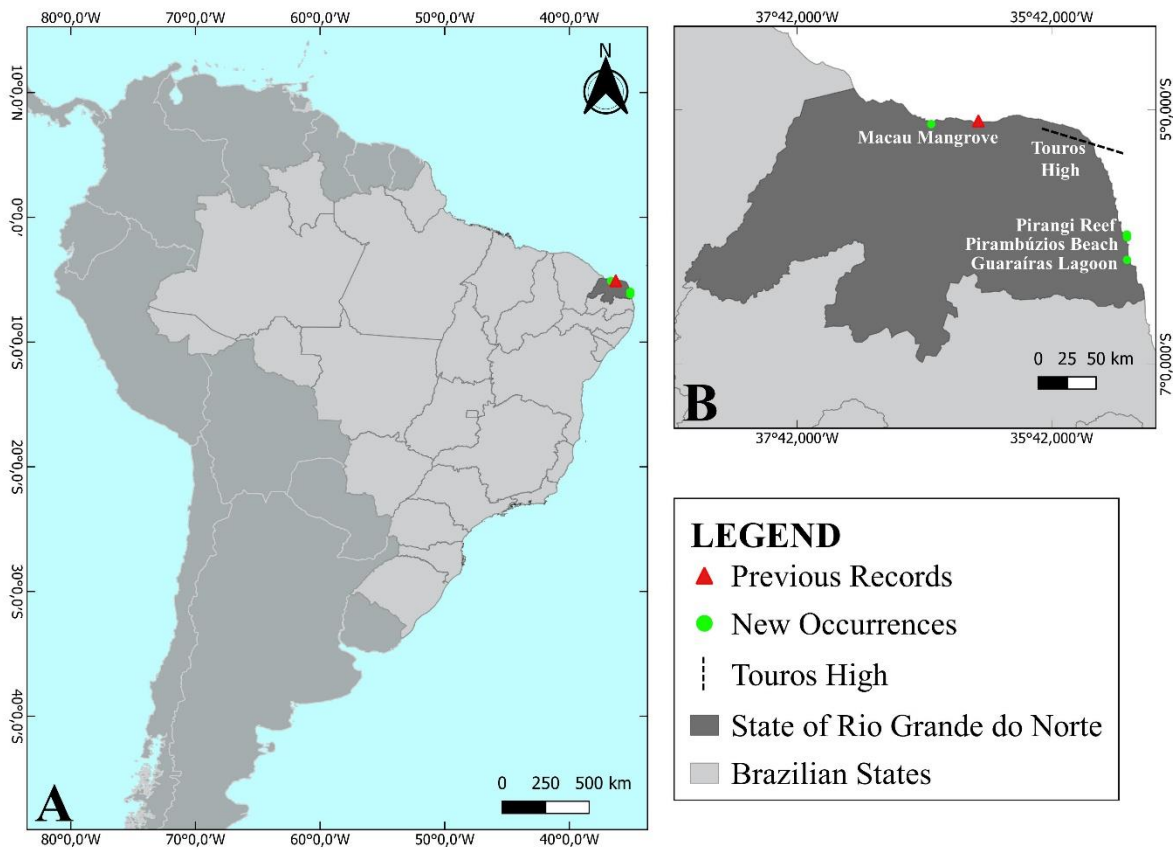 80°0,0'W 70°0,0'W 60°0,0'W 50°0,0'W 40°0,0'W
10°0,0'N
0°0,0'
10°0,0'S
20°0,0'S
30°0,0'S
40°0,0'S
N
0 250 500 km
A
80°0,0'W 70°0,0'W 60°0,0'W 50°0,0'W 40°0,0'W
37°42,000'W 35°42,000'W
5°0,000'S
7°0,000'S
Macau Mangrove
Touros
High
Pirangi Reef
Pirambúzios Beach
Guaraíras Lagoon
0 25 50 km
B
37°42,000'W 35°42,000'W
LEGEND
Previous Records
New Occurrences
Touros High
State of Rio Grande do Norte
Brazilian States